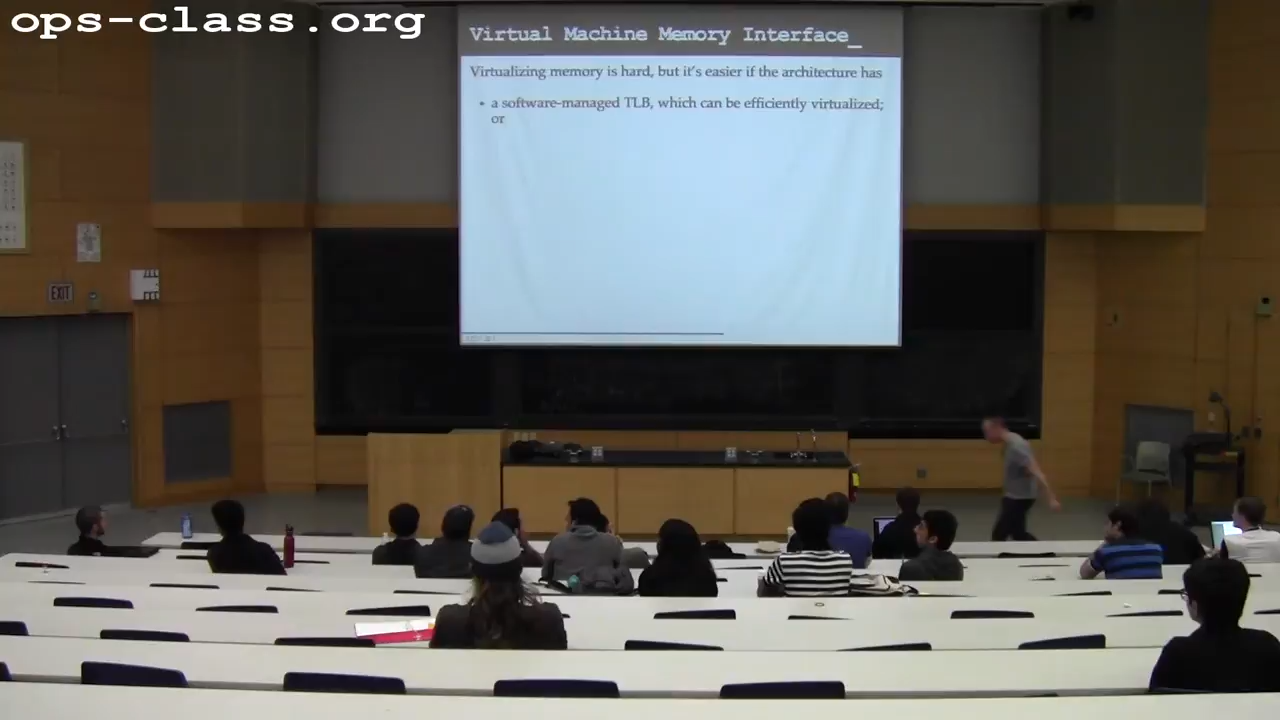 ops-class.org
Virtual Machine Memory Interface_
Virtualizing memory is hard, but it's easier if the architecture has
• a software-managed TLB, which can be efficiently virtualized;
or
EXIT